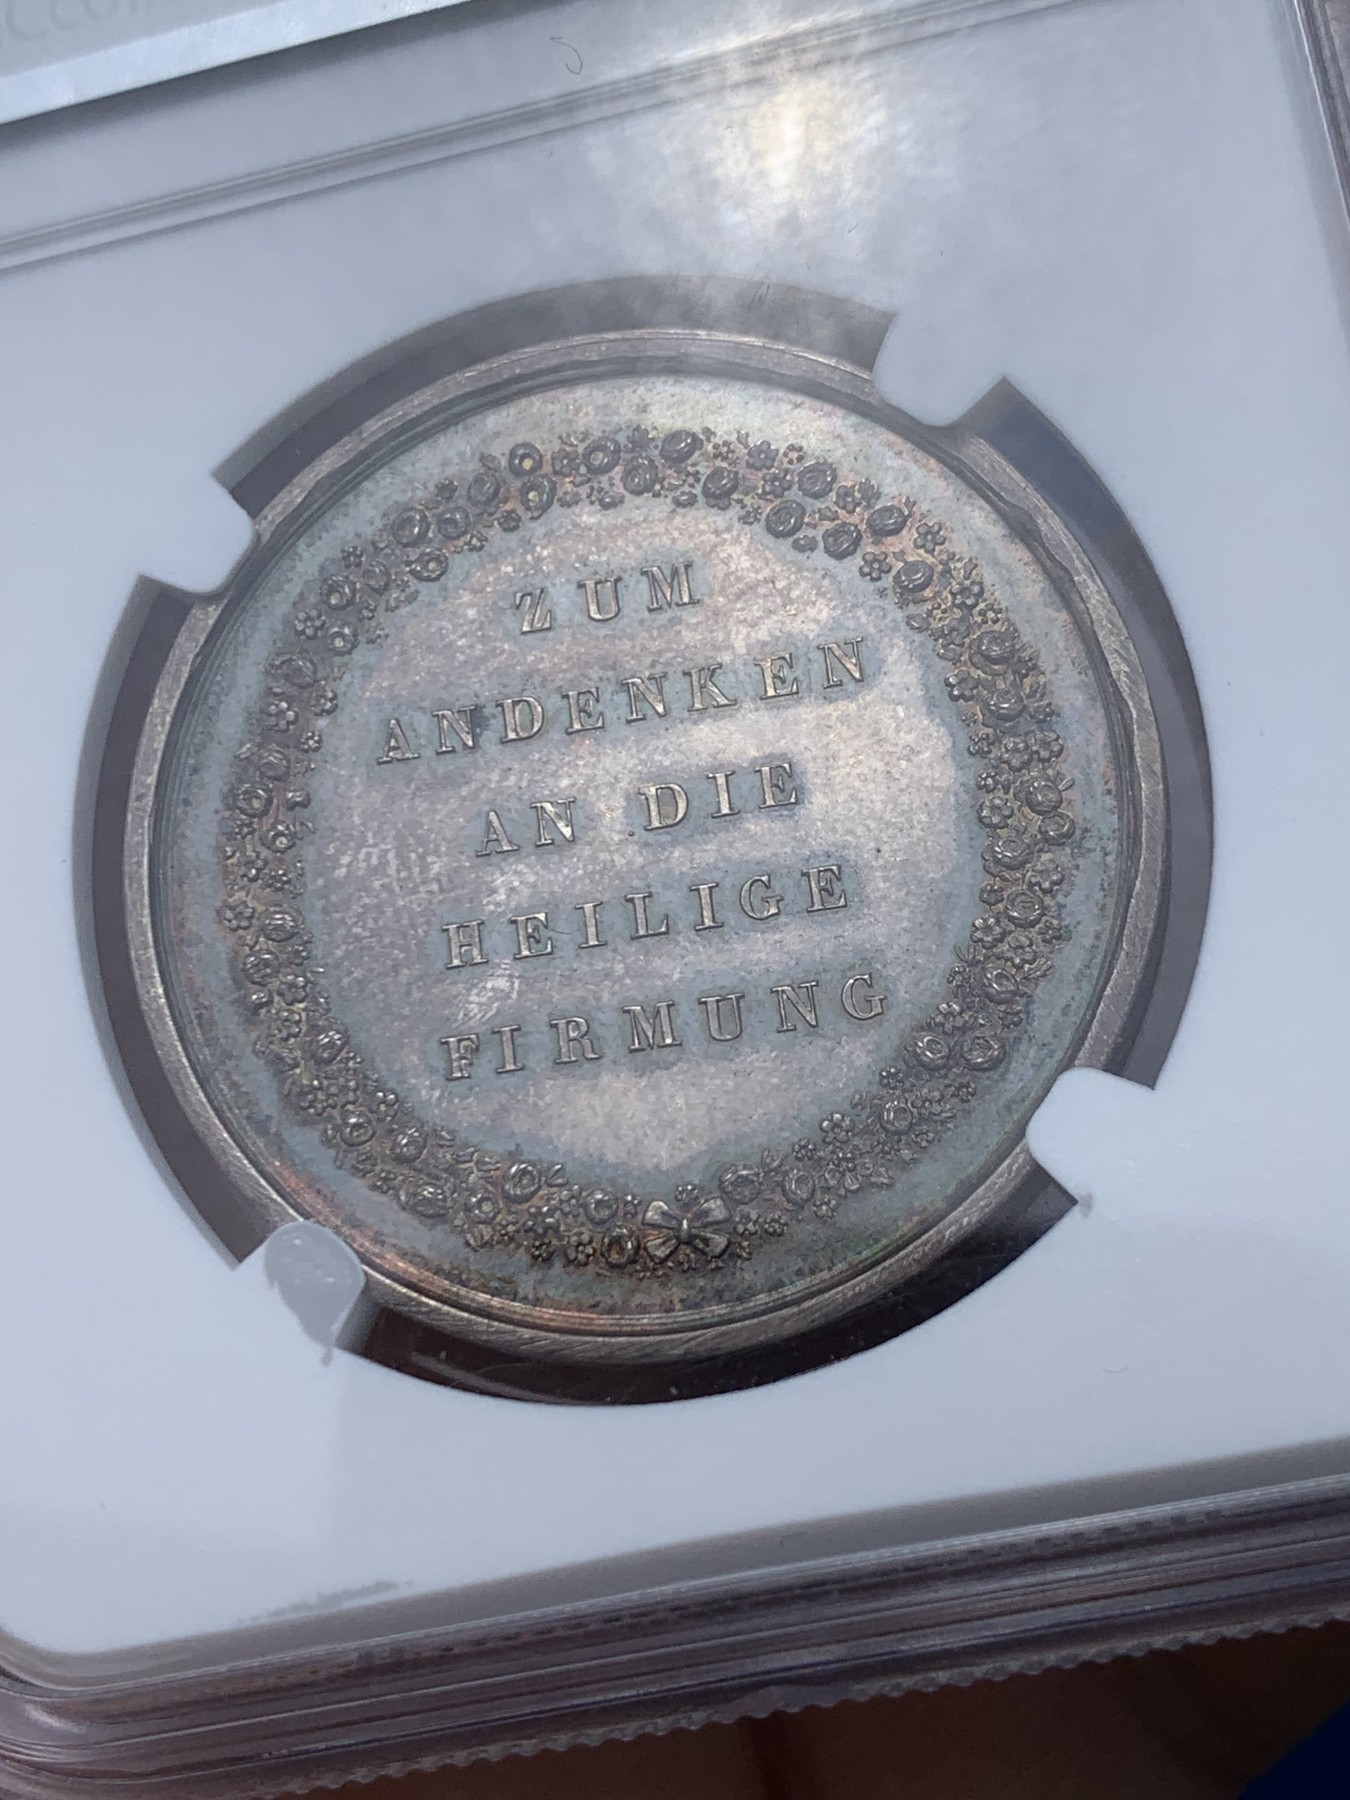 ZUM
ANDENKEN
AN DIE
HEILIGE
FIRMUNG